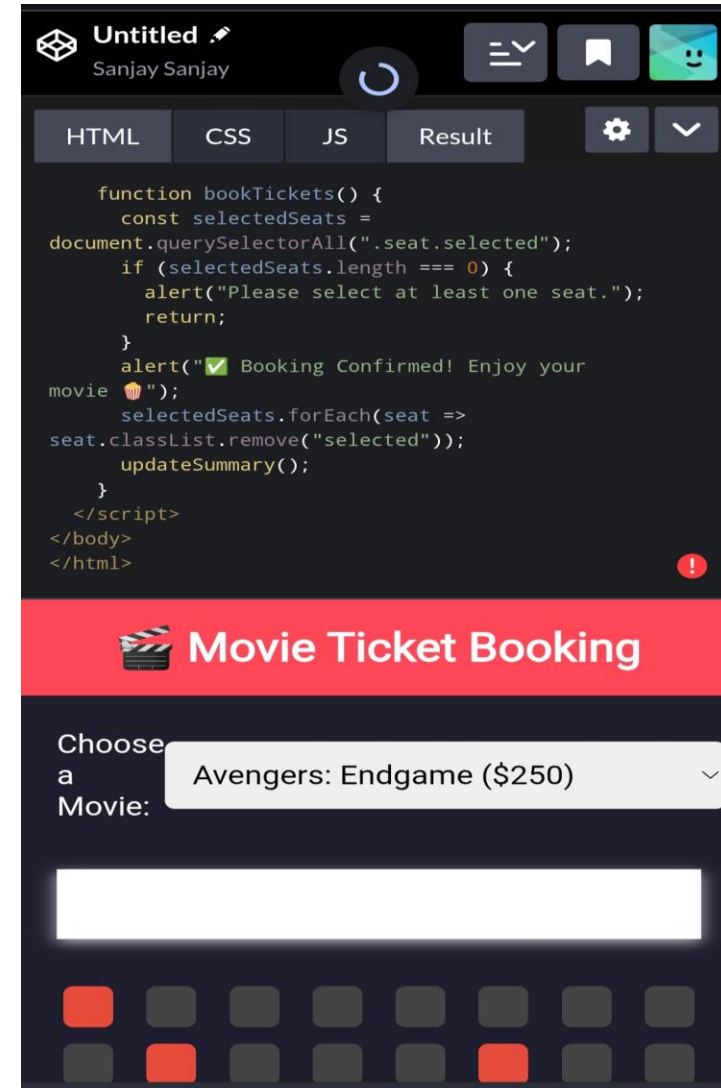 Untitled
Sanjay Sanjay
HTML CSS JS Result
function bookTickets() {
const selectedSeats =
document.querySelectorAll(".seat.selected");
if (selectedSeats.length === 0) {
alert("Please select at least one seat.");
return;
}
alert("✅ Booking Confirmed! Enjoy your
movie 🍿");
selectedSeats.forEach(seat =>
seat.classList.remove("selected"));
updateSummary();
}
</script>
</body>
</html>
🎬 Movie Ticket Booking
Choose
a
Movie:
Avengers: Endgame ($250)